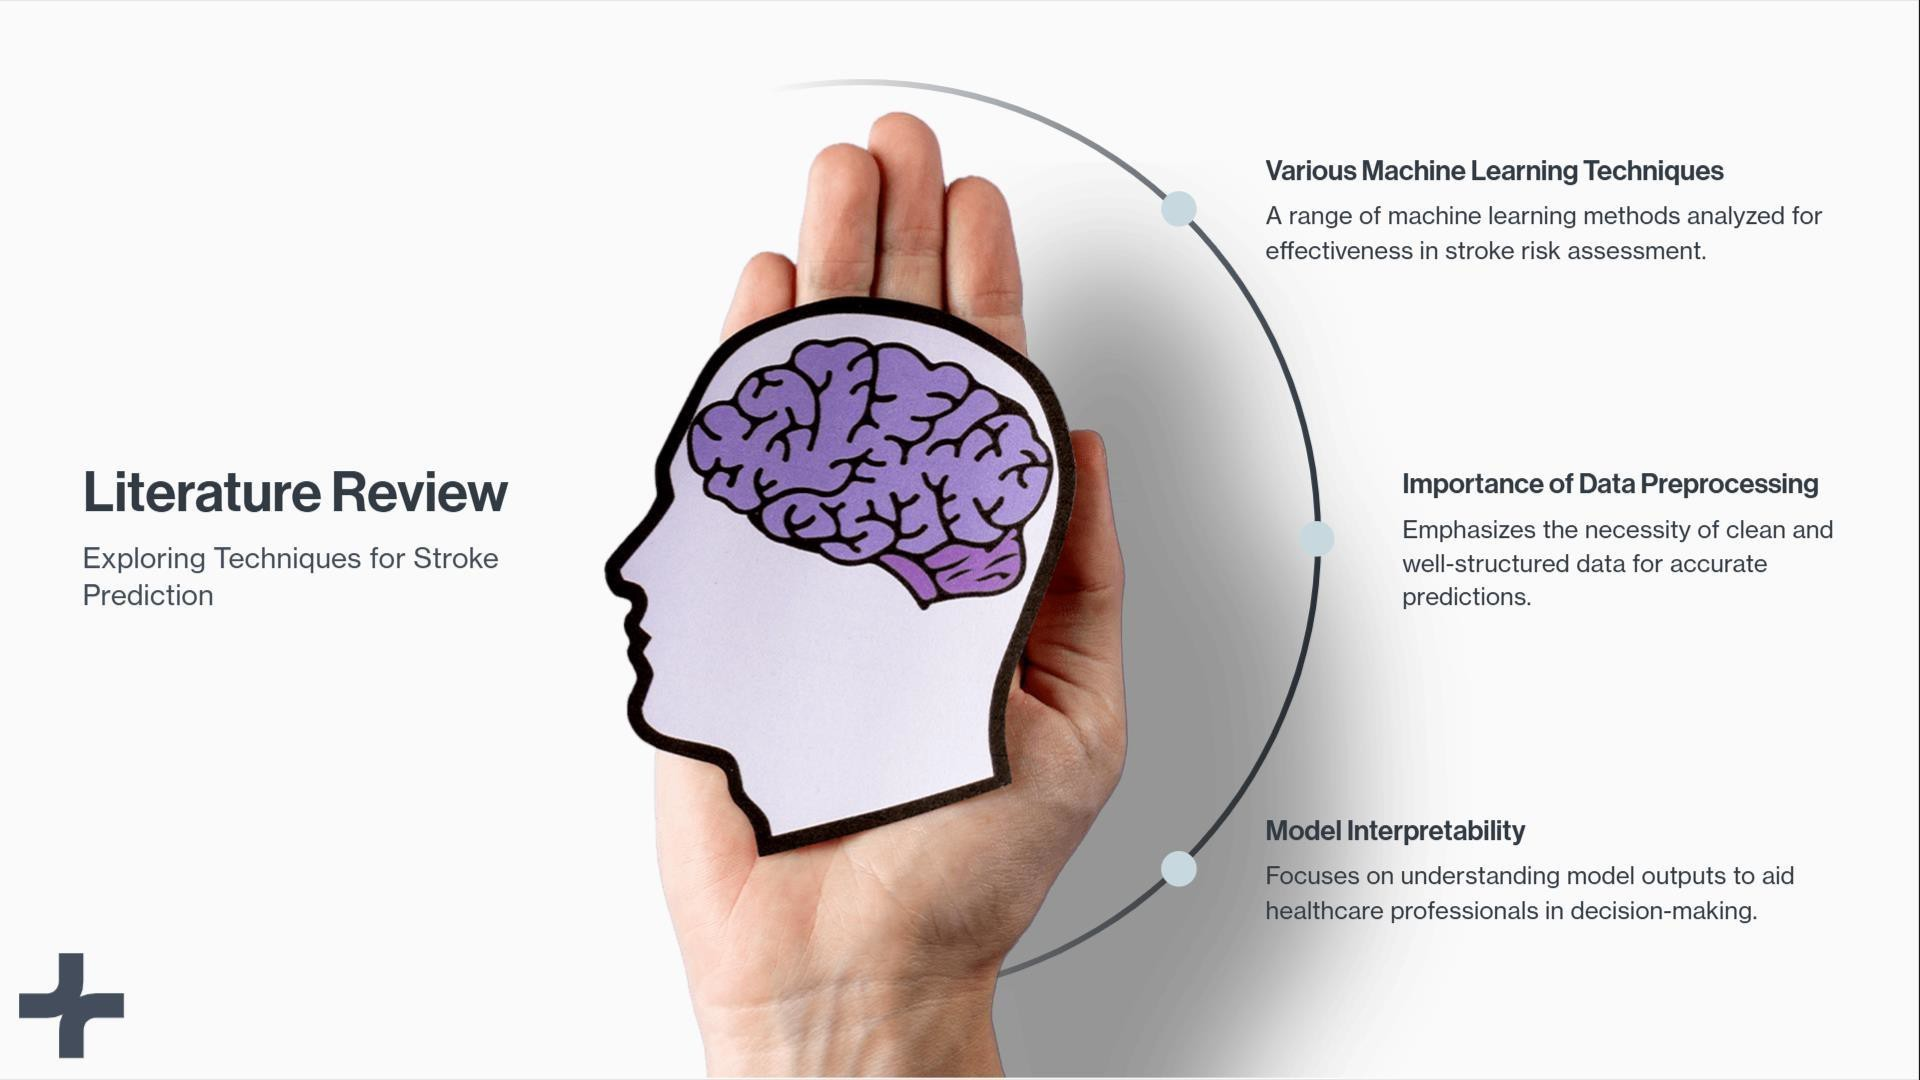 Literature Review
Exploring Techniques for Stroke
Prediction
Various Machine Learning Techniques
A range of machine learning methods analyzed for
effectiveness in stroke risk assessment.
Importance of Data Preprocessing
Emphasizes the necessity of clean and
well-structured data for accurate
predictions.
Model Interpretability
Focuses on understanding model outputs to aid
healthcare professionals in decision-making.